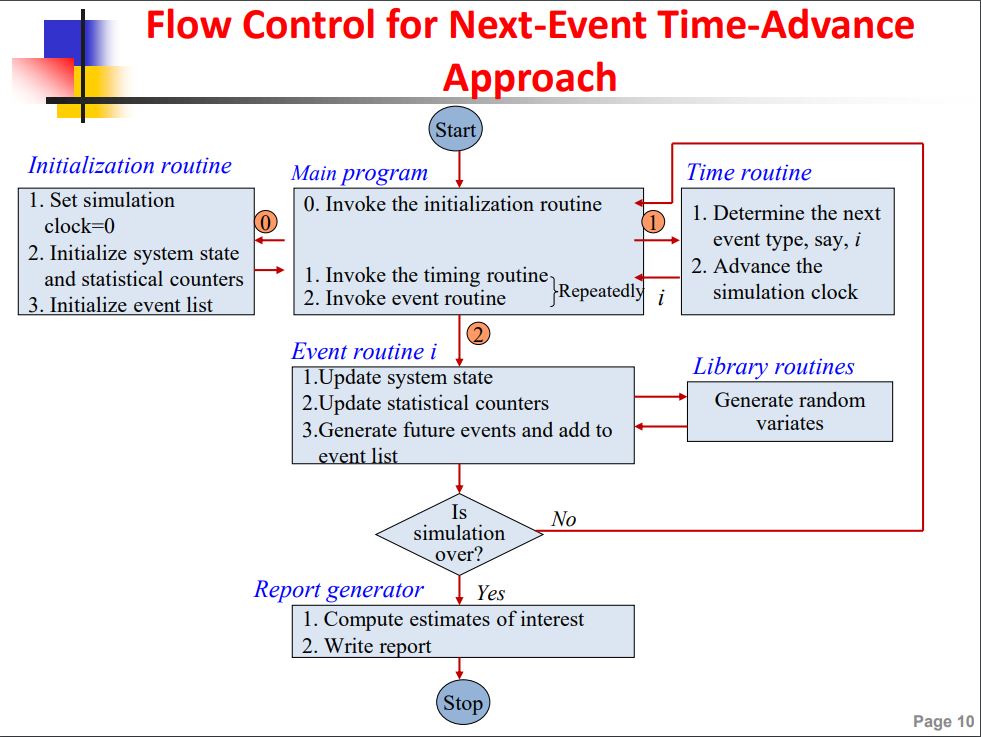 Flow Control for Next-Event Time-Advance
Approach
Start
Initialization routine
1. Set simulation
clock=0
2. Initialize system state
and statistical counters
3. Initialize event list
0
Main program
0. Invoke the initialization routine
1. Invoke the timing routine
2. Invoke event routine
Repeatedly
1
i
Time routine
1. Determine the next
event type, say, i
2. Advance the
simulation clock
2
Event routine i
1.Update system state
2.Update statistical counters
3.Generate future events and add to
event list
Library routines
Generate random
variates
Is
simulation
over?
No
Yes
Report generator
1. Compute estimates of interest
2. Write report
Stop
Page 10